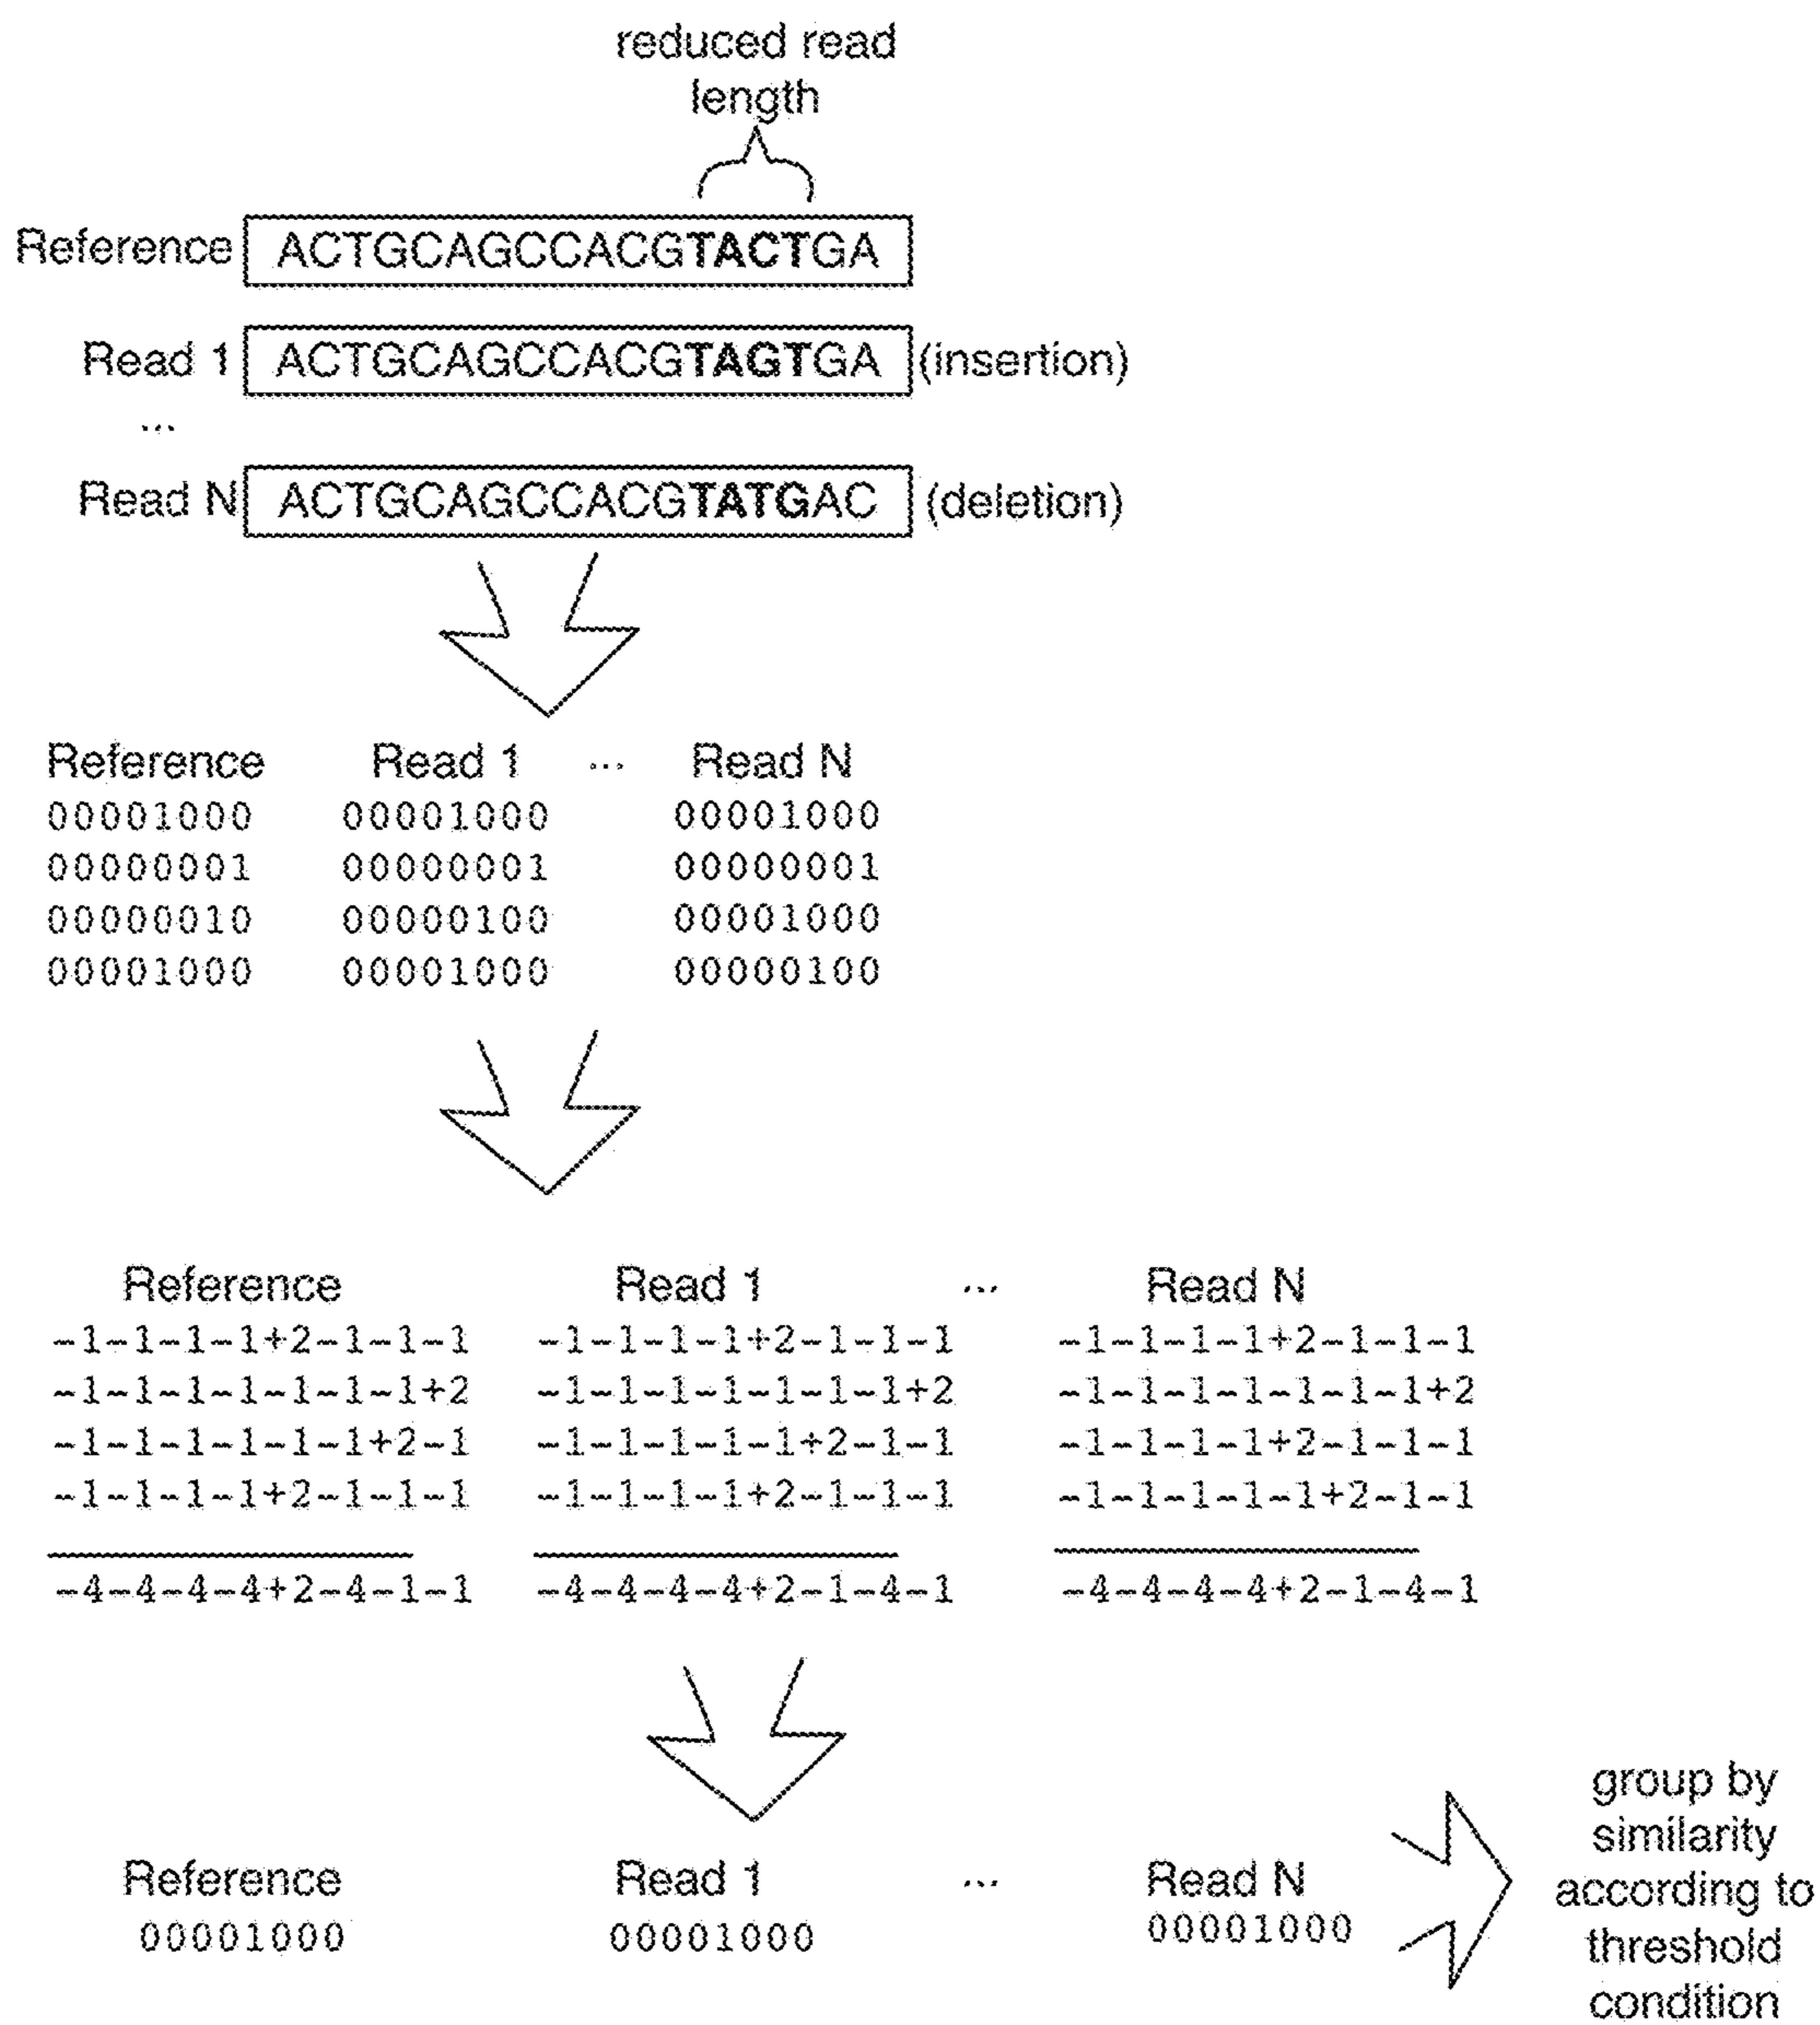 reduced read
length
Reference ACTGCAGCCACGTACTGA
Read 1 ACTGCAGCCACGTAGTGA (insertion)
...
Read N ACTGCAGCCACGTATGAC (deletion)
Reference Read 1 ... Read N
00001000 00001000 00001000
00000001 00000001 00000001
00000010 00000100 00001000
00001000 00001000 00000100
Reference Read 1 ... Read N
-1-1-1-1+2-1-1-1 -1-1-1-1+2-1-1-1 -1-1-1-1+2-1-1-1
-1-1-1-1-1-1-1+2 -1-1-1-1-1-1-1+2 -1-1-1-1-1-1-1+2
-1-1-1-1-1-1+2-1 -1-1-1-1-1+2-1-1 -1-1-1-1+2-1-1-1
-1-1-1-1+2-1-1-1 -1-1-1-1+2-1-1-1 -1-1-1-1-1+2-1-1
-4-4-4-4+2-4-1-1 -4-4-4-4+2-1-4-1 -4-4-4-4+2-1-4-1
Reference Read 1 ... Read N
00001000 00001000 00001000
group by
similarity
according to
threshold
condition